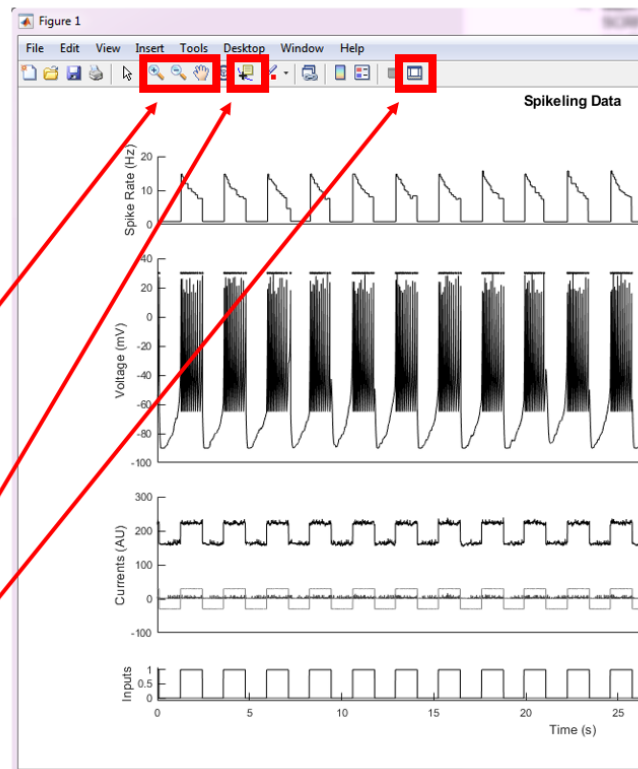 Figure 1
File Edit View Insert Tools Desktop Window Help
Spikeling Data
Spike Rate (Hz)
20
10
0
Voltage (mV)
40
20
0
-20
-40
-60
-80
-100
Currents (AU)
300
200
100
0
-100
Inputs
1
0.5
0
0 5 10 15 20 25
Time (s)